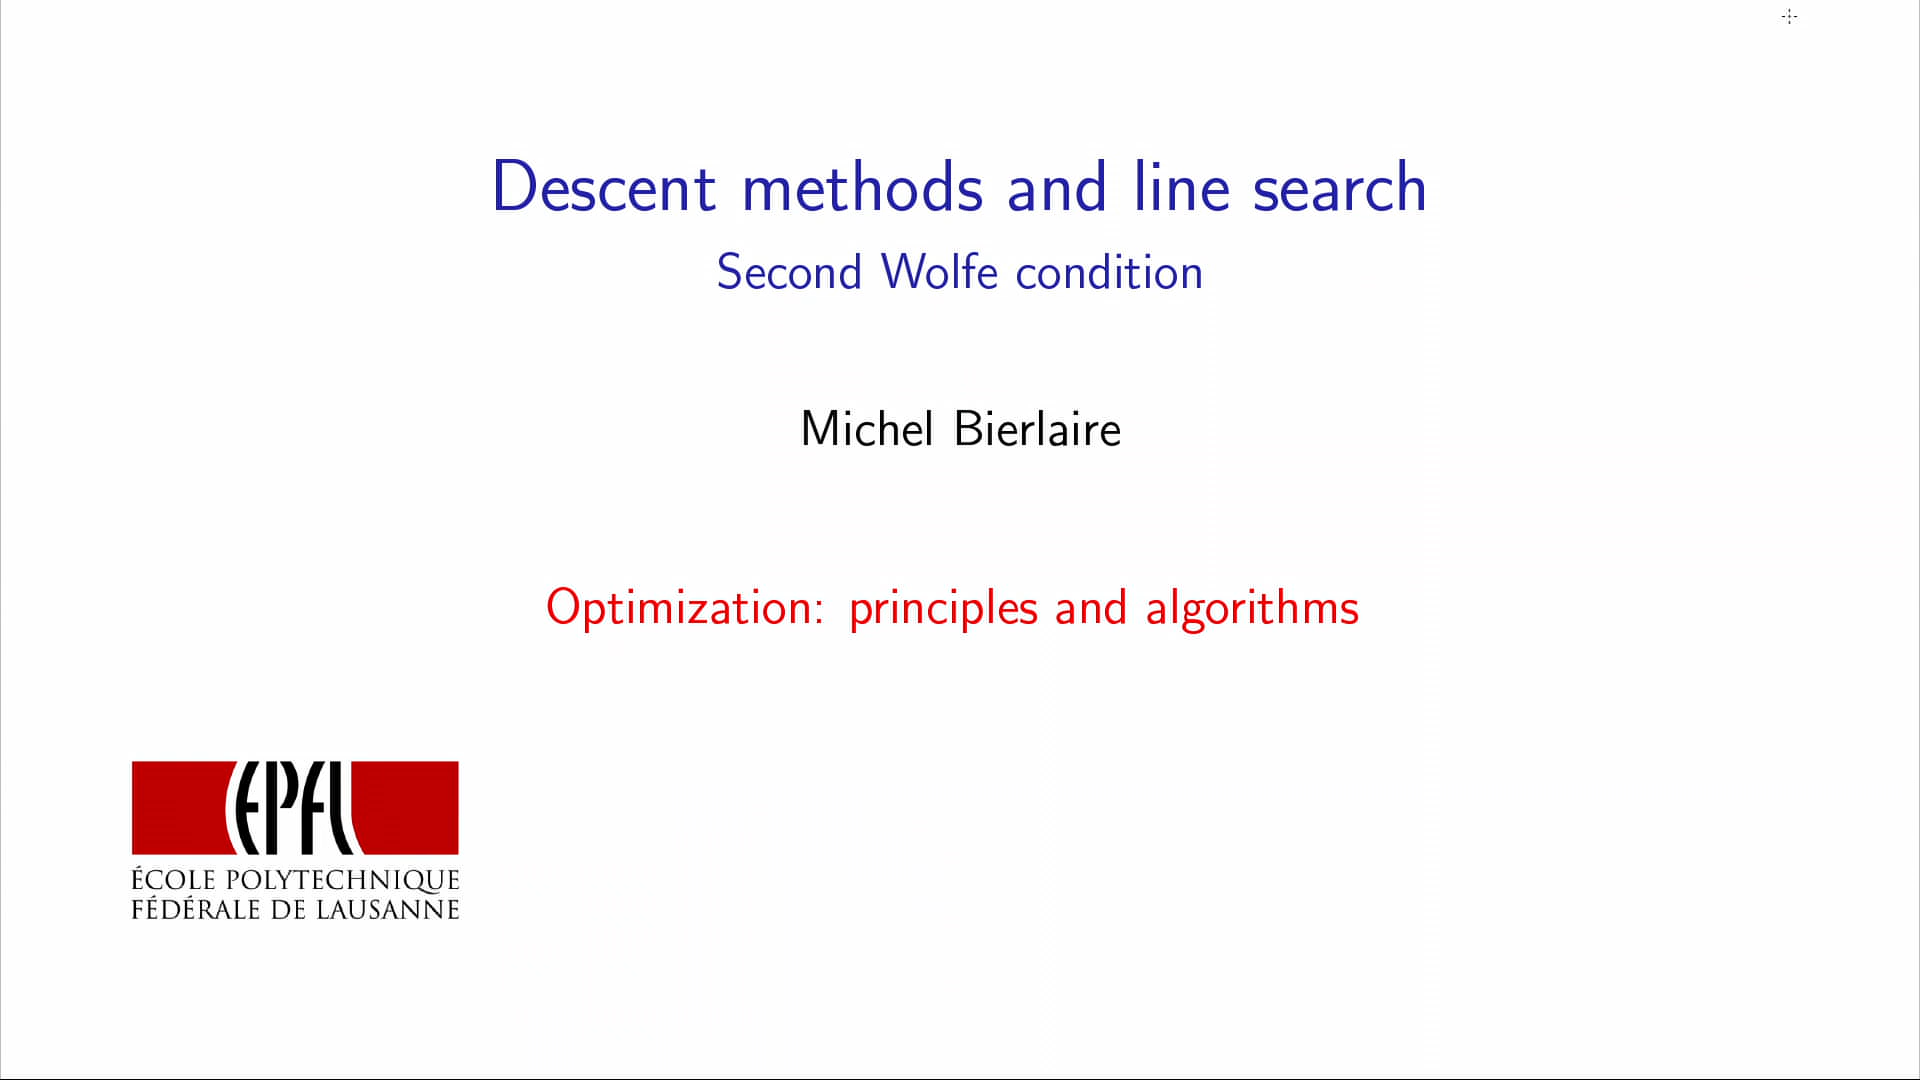 Descent methods and line search
Second Wolfe condition
Michel Bierlaire
Optimization: principles and algorithms
EPFL
ÉCOLE POLYTECHNIQUE
FÉDÉRALE DE LAUSANNE